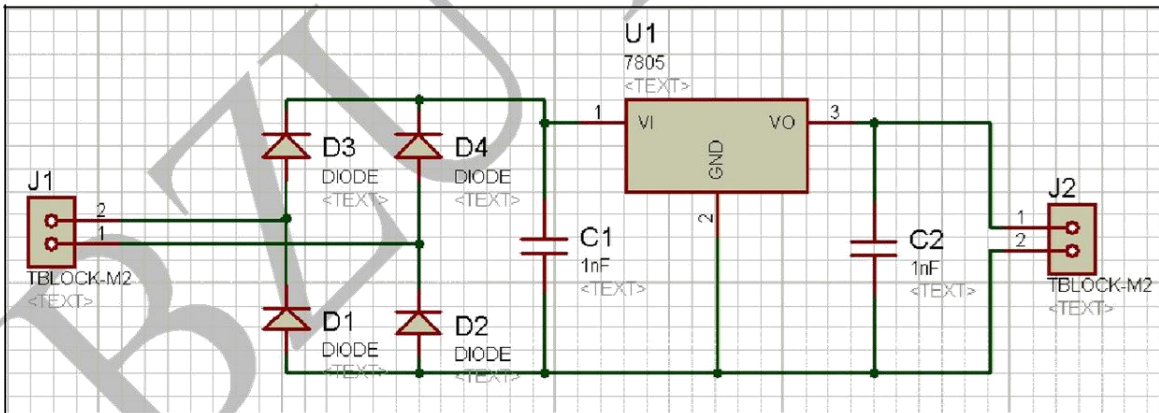 U1
7805
<TEXT>
1
VI
VO
3
GND
2
D3
DIODE
<TEXT>
D4
DIODE
<TEXT>
J1
2
1
TBLOCK-M2
<TEXT>
C1
1nF
<TEXT>
C2
1nF
<TEXT>
J2
1
2
TBLOCK-M2
<TEXT>
D1
DIODE
<TEXT>
D2
DIODE
<TEXT>
BZU